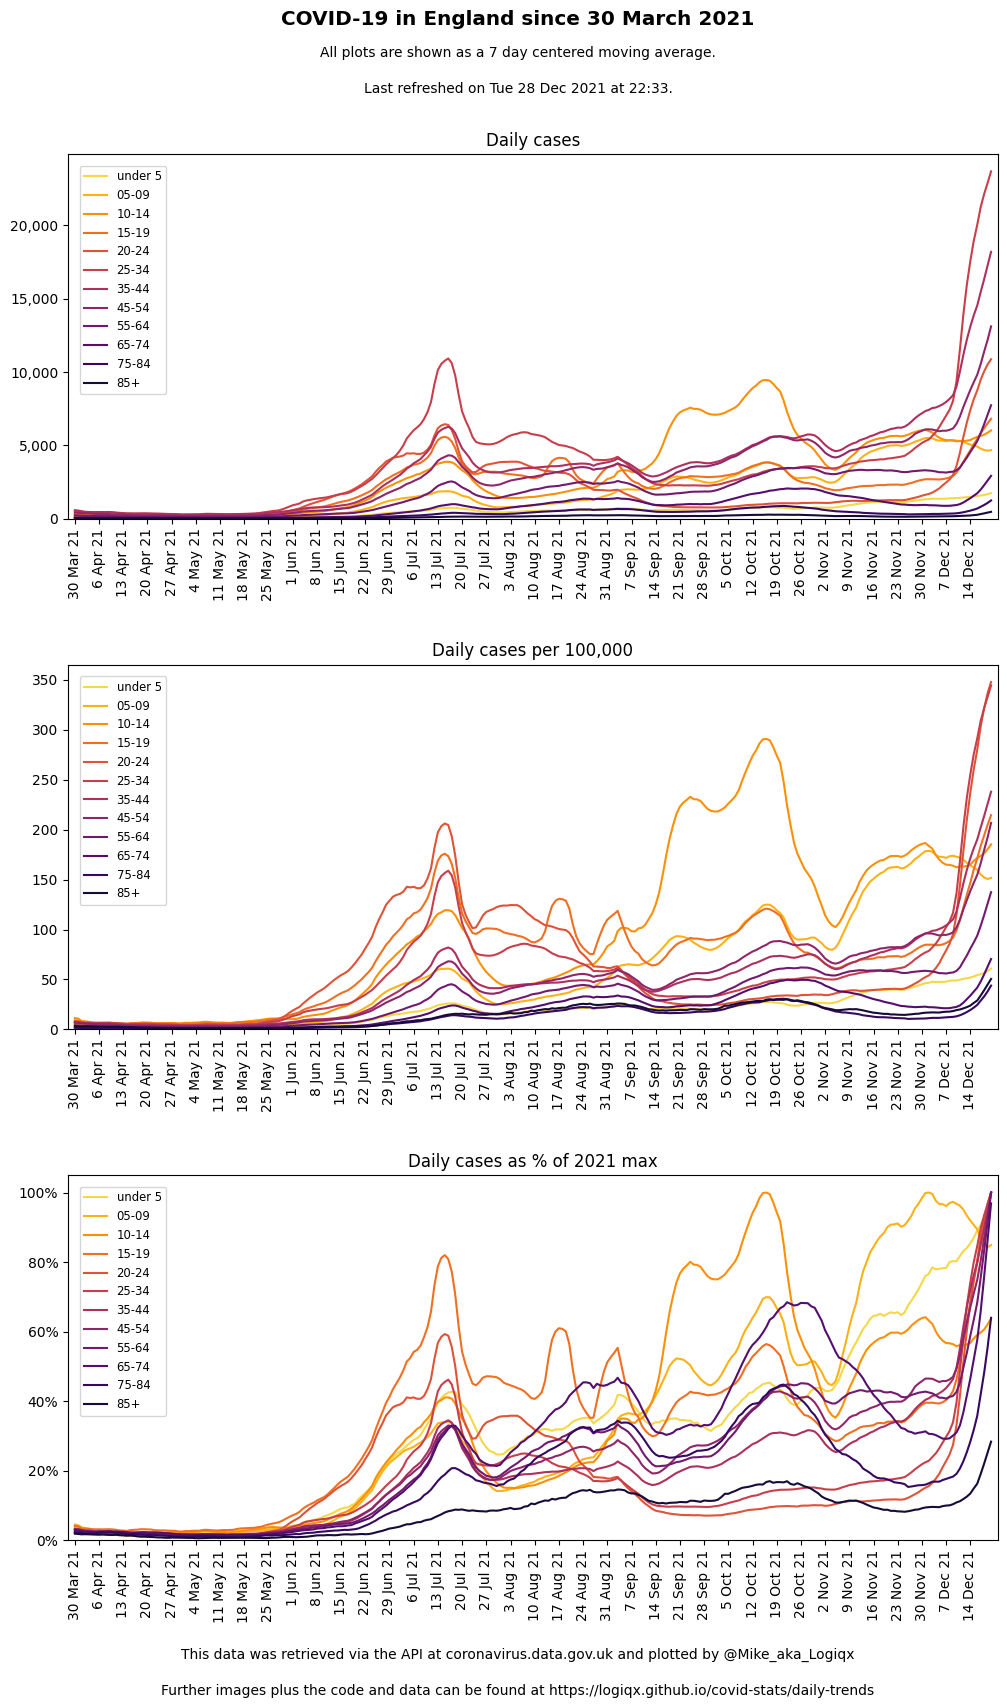 COVID-19 in England since 30 March 2021
All plots are shown as a 7 day centered moving average.
Last refreshed on Tue 28 Dec 2021 at 22:33.
Daily cases
under 5
05-09
10-14
15-19
20-24
25-34
35-44
45-54
55-64
65-74
75-84
85+
20,000
15,000
10,000
5,000
0
30 Mar 21
6 Apr 21
13 Apr 21
20 Apr 21
27 Apr 21
4 May 21
11 May 21
18 May 21
25 May 21
1 Jun 21
8 Jun 21
15 Jun 21
22 Jun 21
29 Jun 21
6 Jul 21
13 Jul 21
20 Jul 21
27 Jul 21
3 Aug 21
10 Aug 21
17 Aug 21
24 Aug 21
31 Aug 21
7 Sep 21
14 Sep 21
21 Sep 21
28 Sep 21
5 Oct 21
12 Oct 21
19 Oct 21
26 Oct 21
2 Nov 21
9 Nov 21
16 Nov 21
23 Nov 21
30 Nov 21
7 Dec 21
14 Dec 21
Daily cases per 100,000
under 5
05-09
10-14
15-19
20-24
25-34
35-44
45-54
55-64
65-74
75-84
85+
350
300
250
200
150
100
50
0
30 Mar 21
6 Apr 21
13 Apr 21
20 Apr 21
27 Apr 21
4 May 21
11 May 21
18 May 21
25 May 21
1 Jun 21
8 Jun 21
15 Jun 21
22 Jun 21
29 Jun 21
6 Jul 21
13 Jul 21
20 Jul 21
27 Jul 21
3 Aug 21
10 Aug 21
17 Aug 21
24 Aug 21
31 Aug 21
7 Sep 21
14 Sep 21
21 Sep 21
28 Sep 21
5 Oct 21
12 Oct 21
19 Oct 21
26 Oct 21
2 Nov 21
9 Nov 21
16 Nov 21
23 Nov 21
30 Nov 21
7 Dec 21
14 Dec 21
Daily cases as % of 2021 max
under 5
05-09
10-14
15-19
20-24
25-34
35-44
45-54
55-64
65-74
75-84
85+
100%
80%
60%
40%
20%
0%
30 Mar 21
6 Apr 21
13 Apr 21
20 Apr 21
27 Apr 21
4 May 21
11 May 21
18 May 21
25 May 21
1 Jun 21
8 Jun 21
15 Jun 21
22 Jun 21
29 Jun 21
6 Jul 21
13 Jul 21
20 Jul 21
27 Jul 21
3 Aug 21
10 Aug 21
17 Aug 21
24 Aug 21
31 Aug 21
7 Sep 21
14 Sep 21
21 Sep 21
28 Sep 21
5 Oct 21
12 Oct 21
19 Oct 21
26 Oct 21
2 Nov 21
9 Nov 21
16 Nov 21
23 Nov 21
30 Nov 21
7 Dec 21
14 Dec 21
This data was retrieved via the API at coronavirus.data.gov.uk and plotted by @Mike_aka_Logiqx
Further images plus the code and data can be found at https://logiqx.github.io/covid-stats/daily-trends